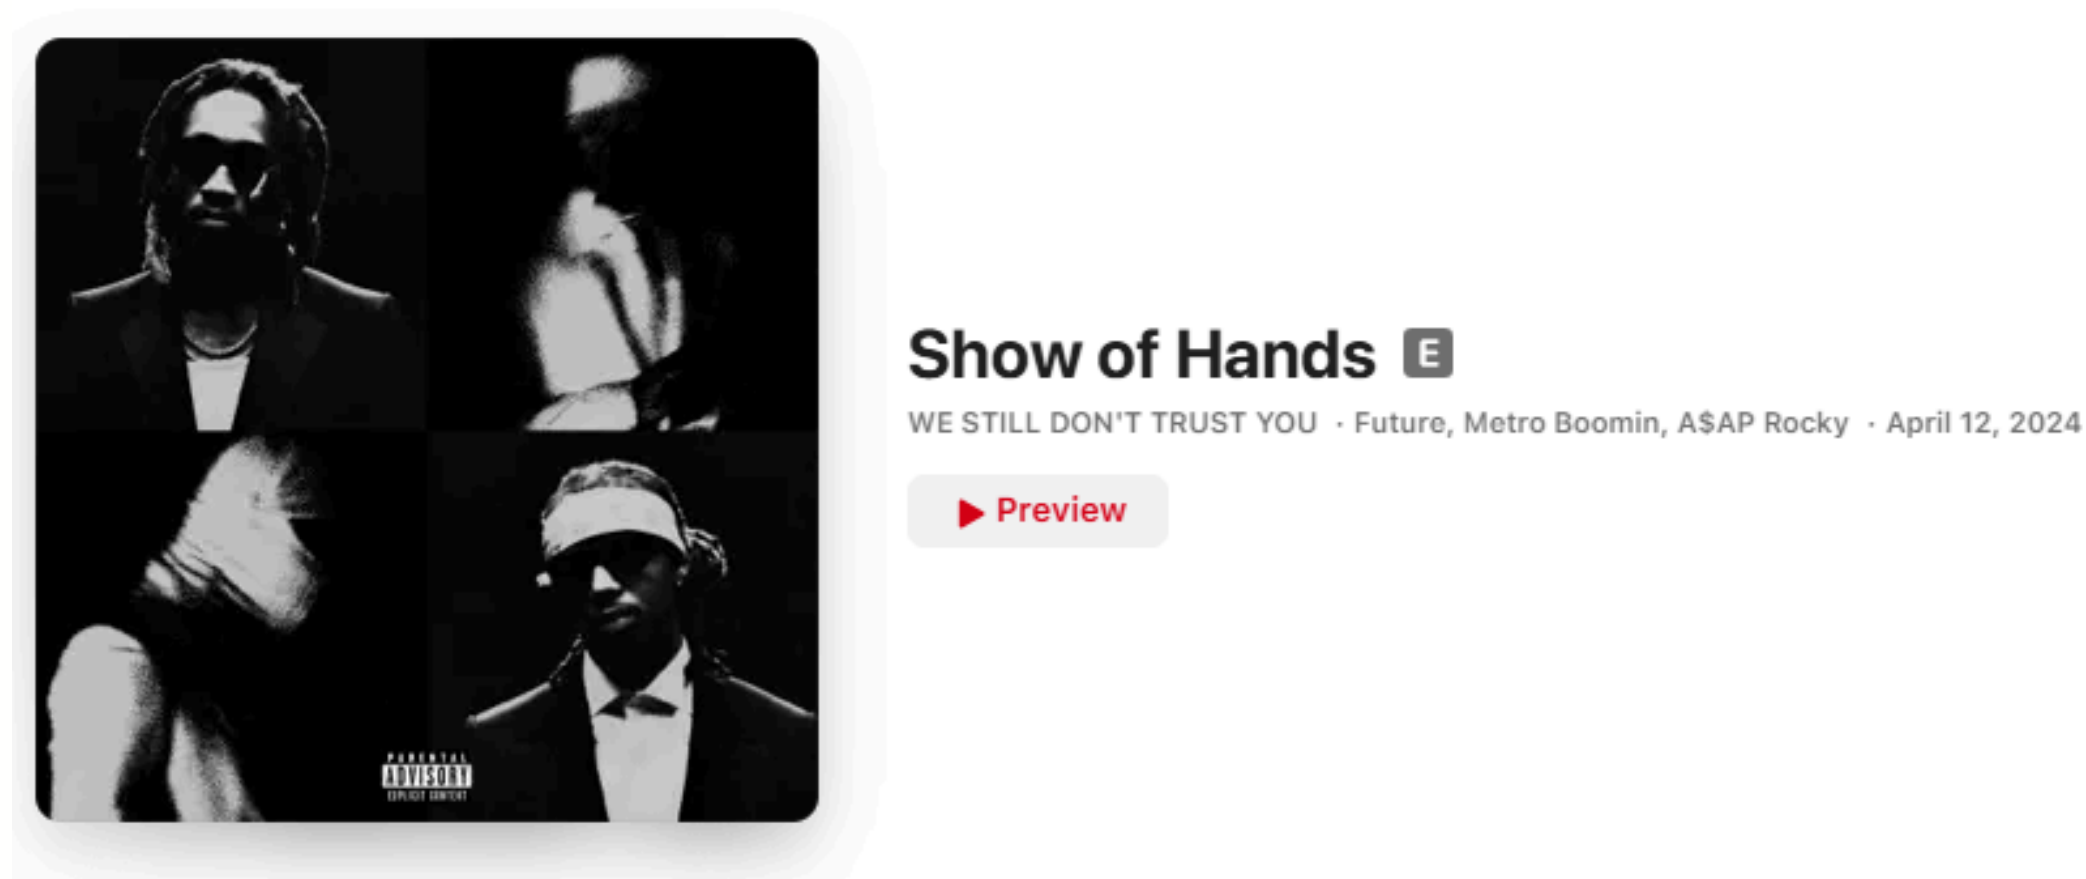 Show of Hands E
WE STILL DON'T TRUST YOU · Future, Metro Boomin, A$AP Rocky · April 12, 2024
Preview
PARENTAL
ADVISORY
EXPLICIT CONTENT